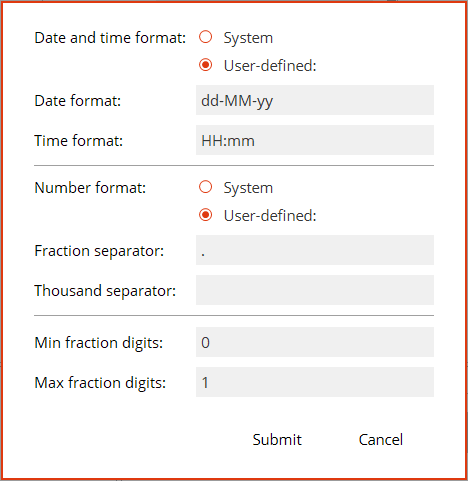 Date and time format: System
User-defined:
Date format: dd-MM-yy
Time format: HH:mm
Number format: System
User-defined:
Fraction separator: .
Thousand separator:
Min fraction digits: 0
Max fraction digits: 1
Submit Cancel